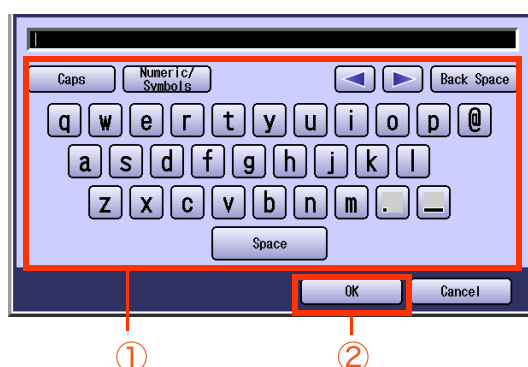 Caps Numeric/ Symbols Back Space
q w e r t y u i o p @
a s d f g h j k l
z x c v b n m . _
Space
OK Cancel
① ②